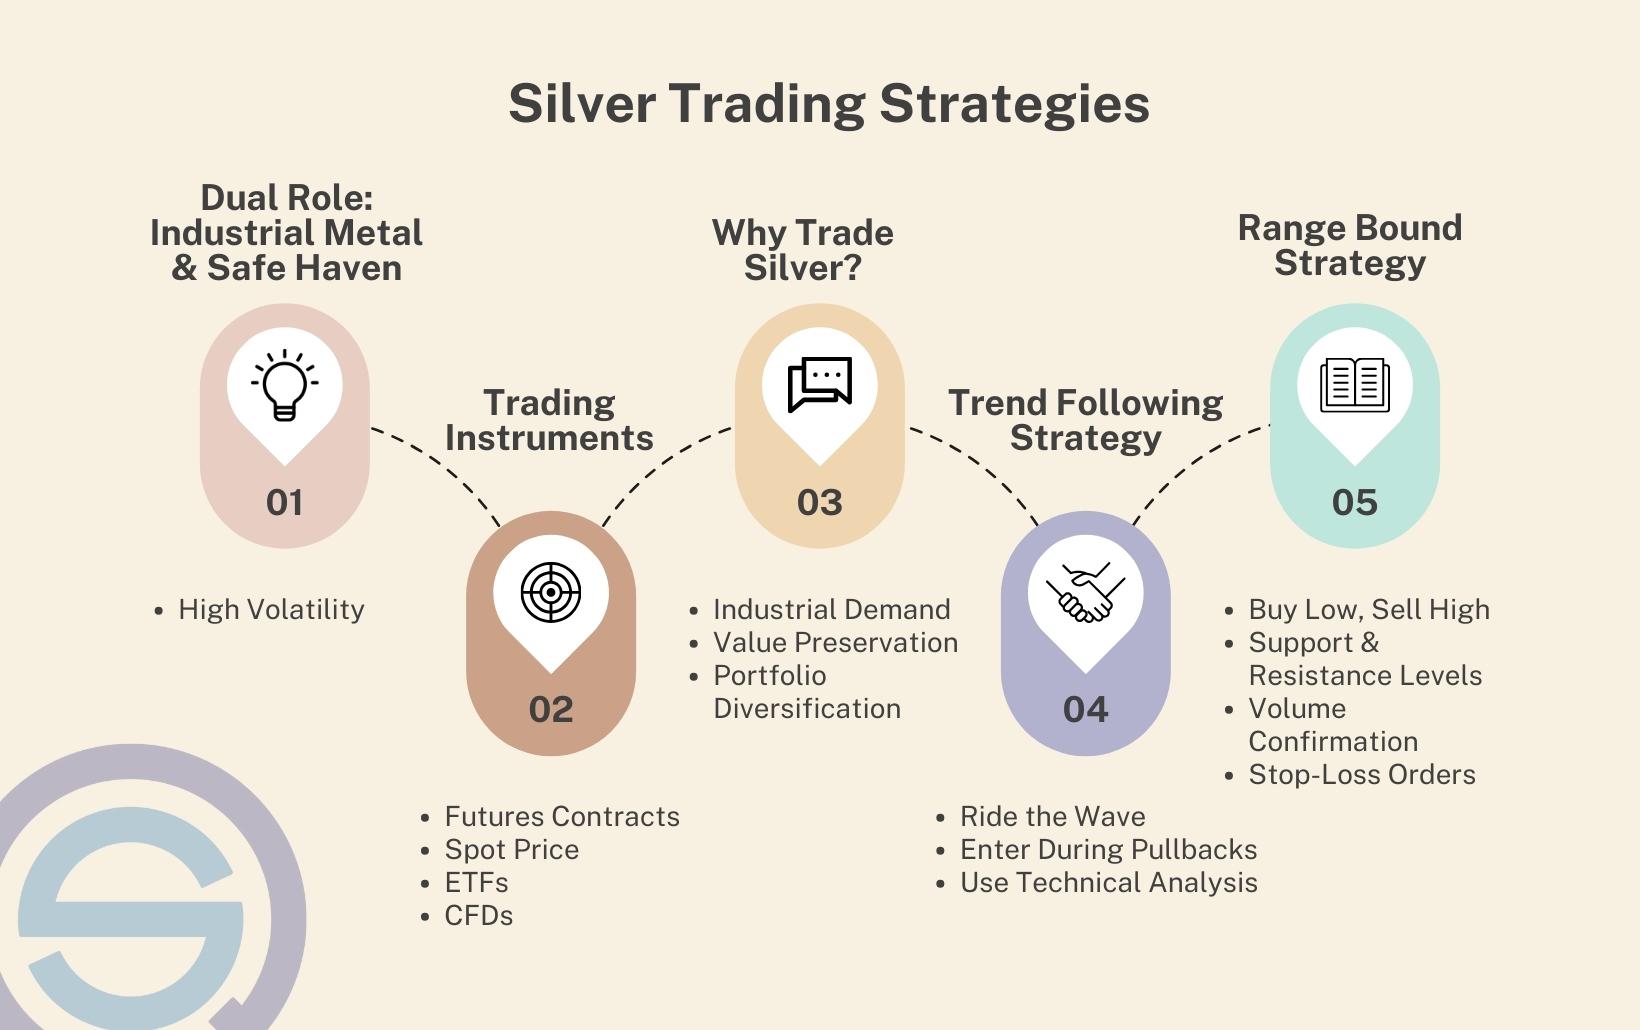 Silver Trading Strategies
Dual Role:
Industrial Metal
& Safe Haven
01
• High Volatility
Trading
Instruments
02
• Futures Contracts
• Spot Price
• ETFs
• CFDs
Why Trade
Silver?
03
• Industrial Demand
• Value Preservation
• Portfolio
Diversification
Trend Following
Strategy
04
• Ride the Wave
• Enter During Pullbacks
• Use Technical Analysis
Range Bound
Strategy
05
• Buy Low, Sell High
• Support &
Resistance Levels
• Volume
Confirmation
• Stop-Loss Orders